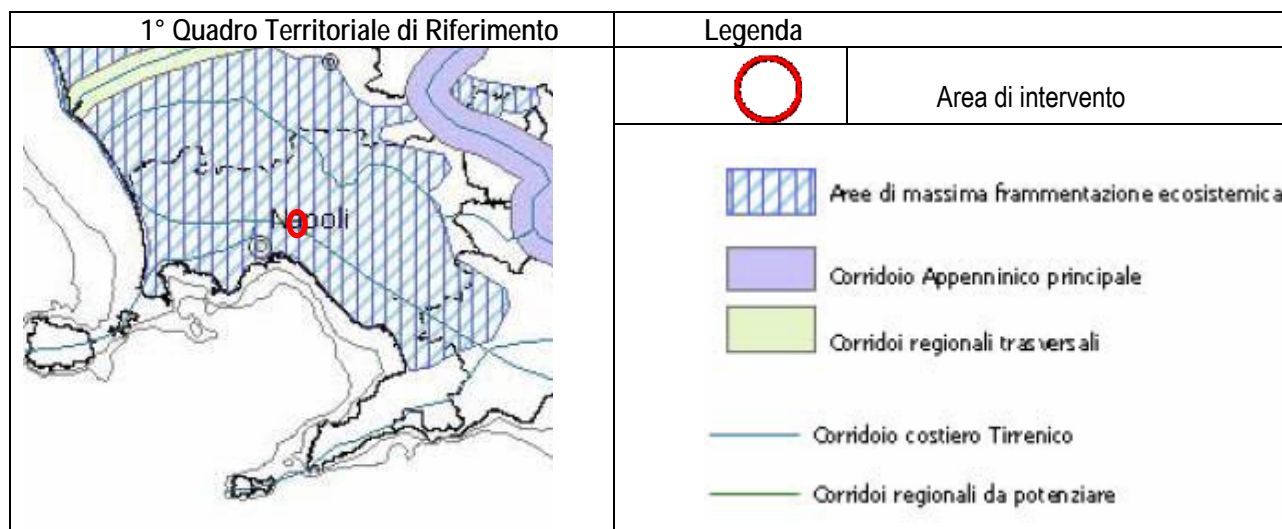 1° Quadro Territoriale di Riferimento
Legenda
Napoli
Area di intervento
Aree di massima frammentazione ecosistemica
Corridoio Appenninico principale
Corridoi regionali trasversali
Corridoio costiero Tirrenico
Corridoi regionali da potenziare